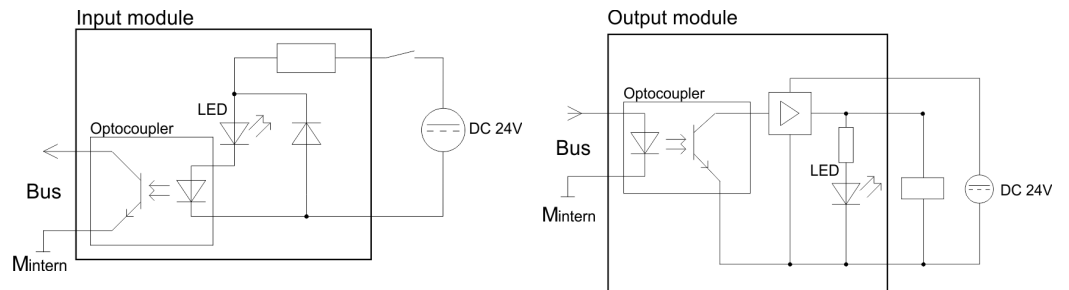 Input module
LED
Optocoupler
DC 24V
Bus
Mintern
Output module
Optocoupler
Bus
LED
DC 24V
Mintern